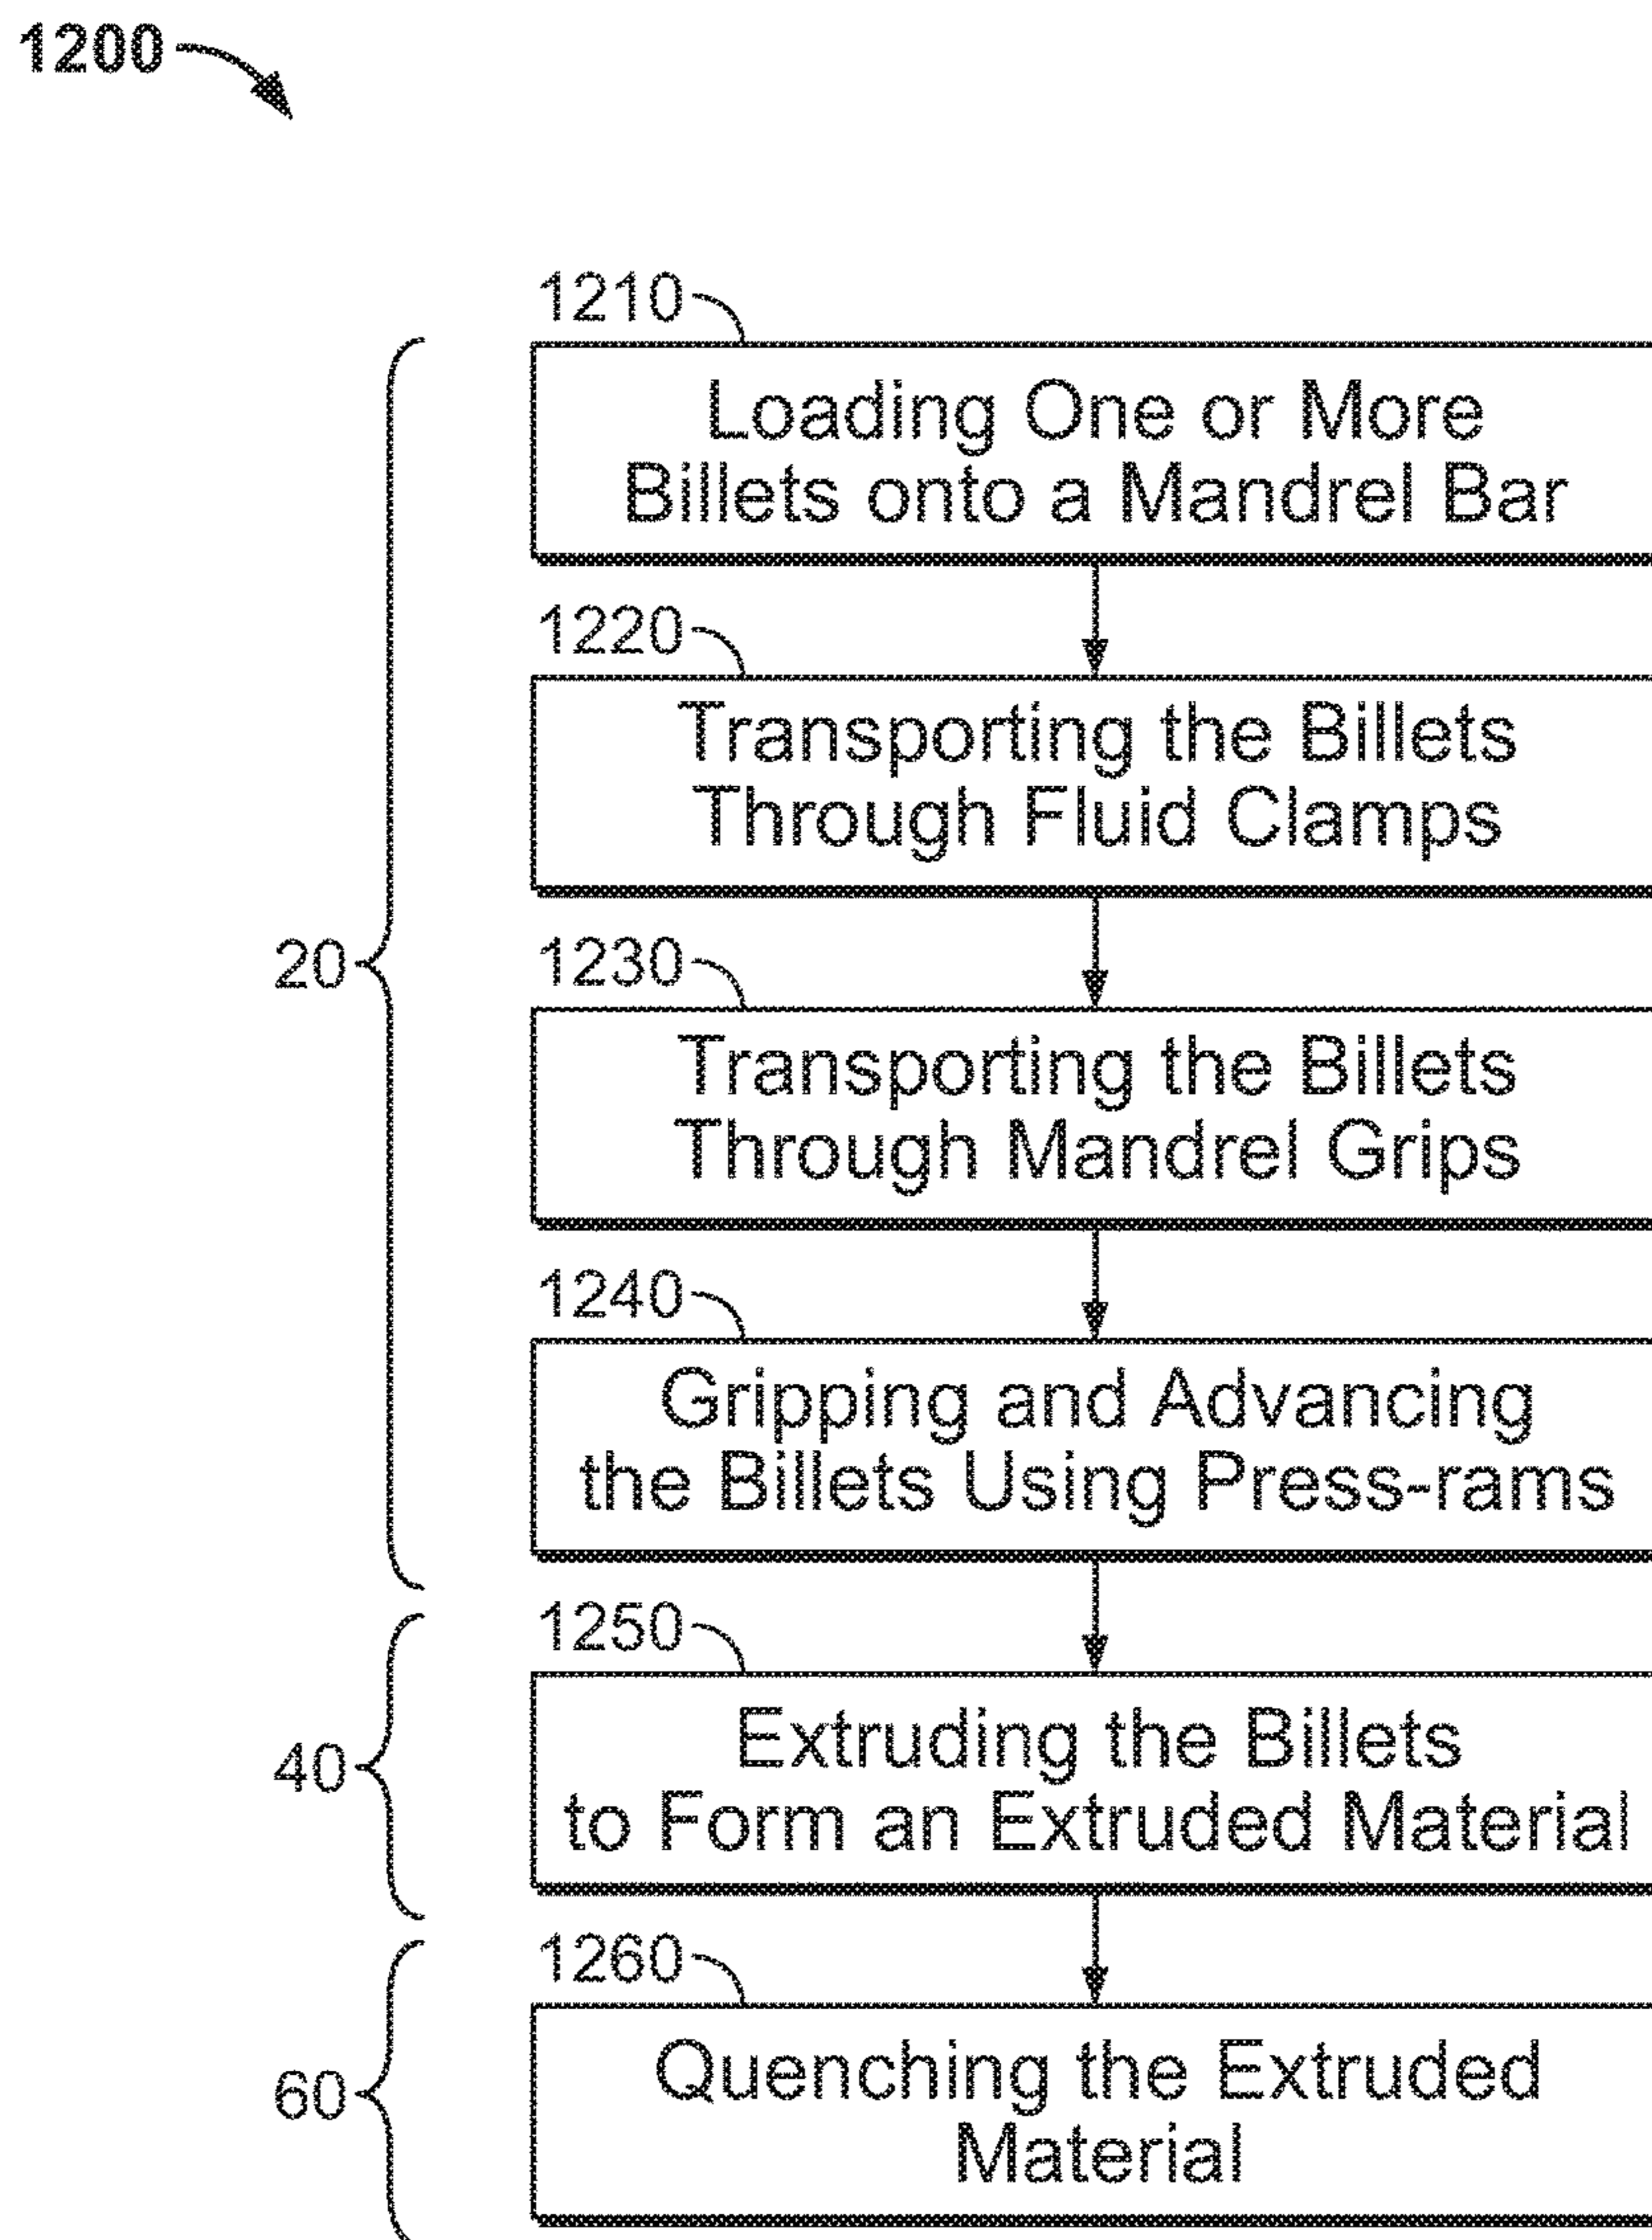 1200
1210
Loading One or More
Billets onto a Mandrel Bar
1220
Transporting the Billets
Through Fluid Clamps
20
1230
Transporting the Billets
Through Mandrel Grips
1240
Gripping and Advancing
the Billets Using Press-rams
1250
Extruding the Billets
to Form an Extruded Material
40
1260
Quenching the Extruded
Material
60